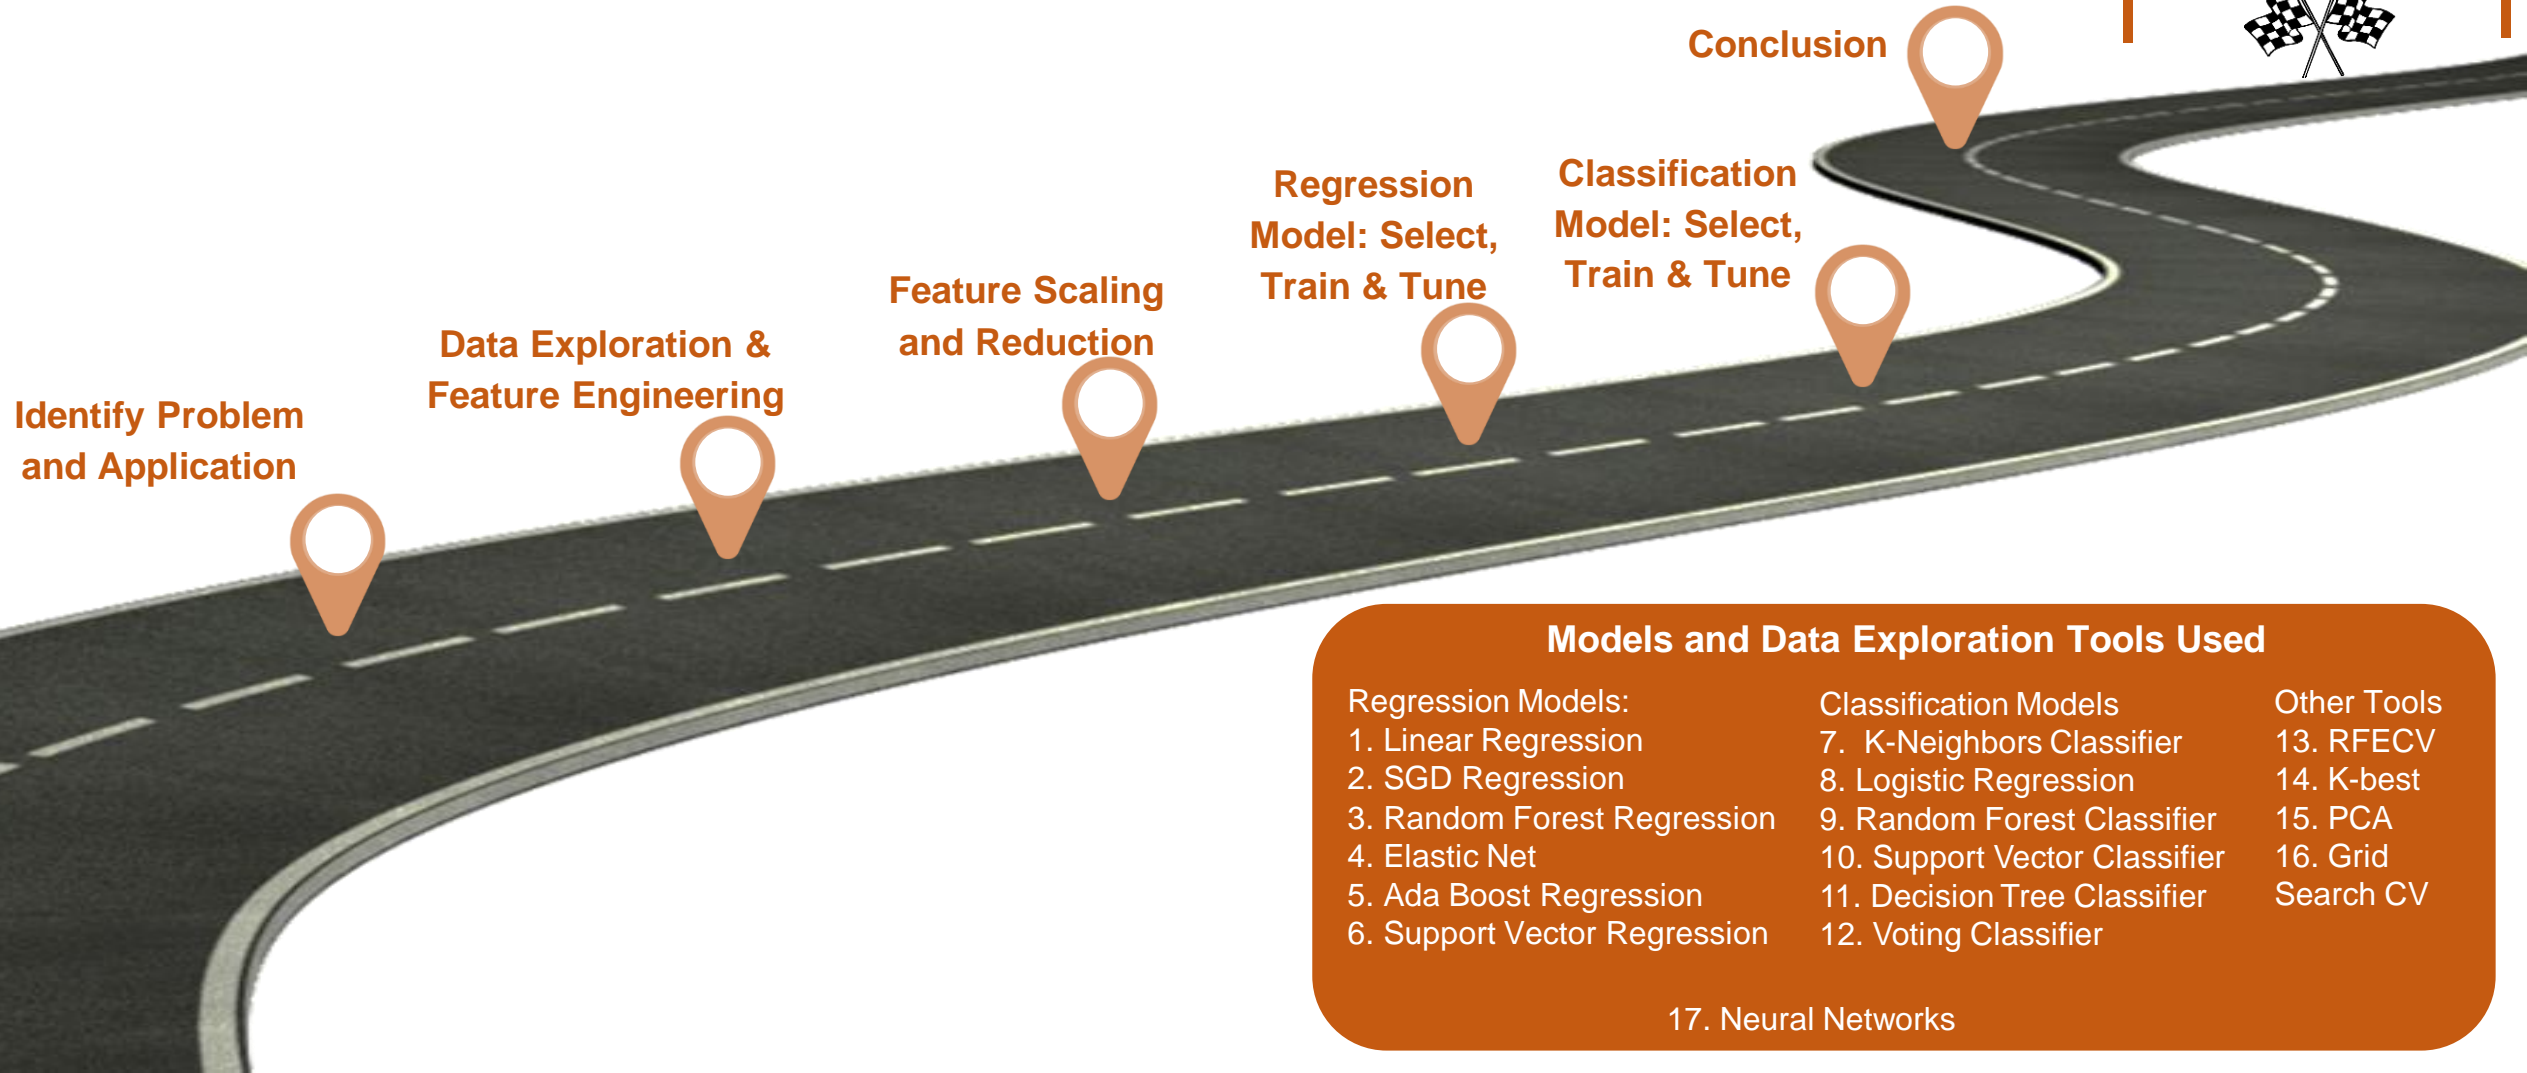 Conclusion
Classification
Model: Select,
Train & Tune
Regression
Model: Select,
Train & Tune
Feature Scaling
and Reduction
Data Exploration &
Feature Engineering
Identify Problem
and Application
Models and Data Exploration Tools Used
Regression Models:
1. Linear Regression
2. SGD Regression
3. Random Forest Regression
4. Elastic Net
5. Ada Boost Regression
6. Support Vector Regression
Classification Models
7.  K-Neighbors Classifier
8. Logistic Regression
9. Random Forest Classifier
10. Support Vector Classifier
11. Decision Tree Classifier
12. Voting Classifier
Other Tools
13. RFECV
14. K-best
15. PCA
16. Grid
Search CV
17. Neural Networks